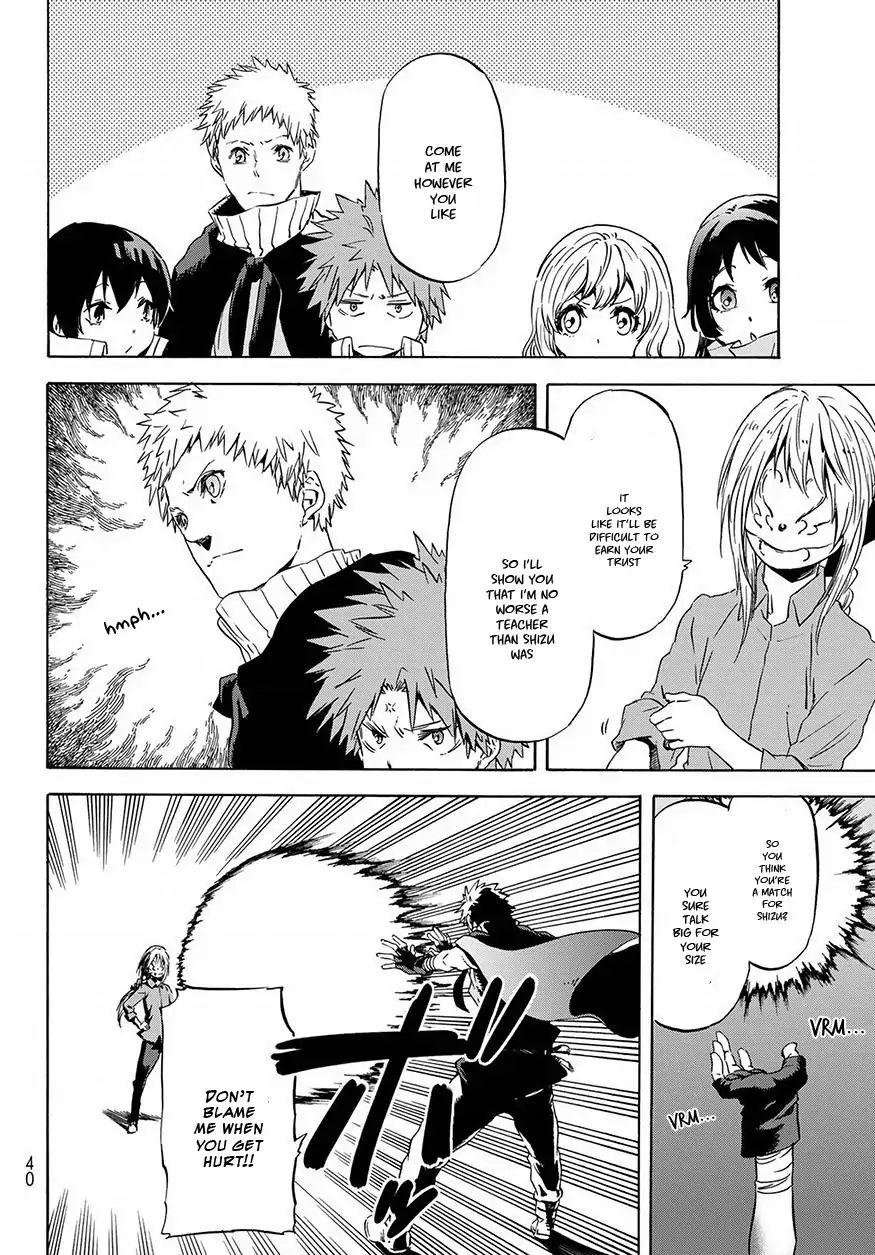 COME
AT ME
HOWEVER
YOU
LIKE
IT
LOOKS
LIKE IT'LL BE
DIFFICULT TO
EARN YOUR
TRUST
SO I'LL
SHOW YOU
THAT I'M NO
WORSE A
TEACHER
THAN SHIZU
WAS
hmph...
SO
YOU THINK
YOU'RE
A MATCH
FOR
SHIZU?
YOU
SURE
TALK
BIG FOR
YOUR
SIZE
VRM...
VRM...
DON'T
BLAME
ME WHEN
YOU GET
HURT!!
40